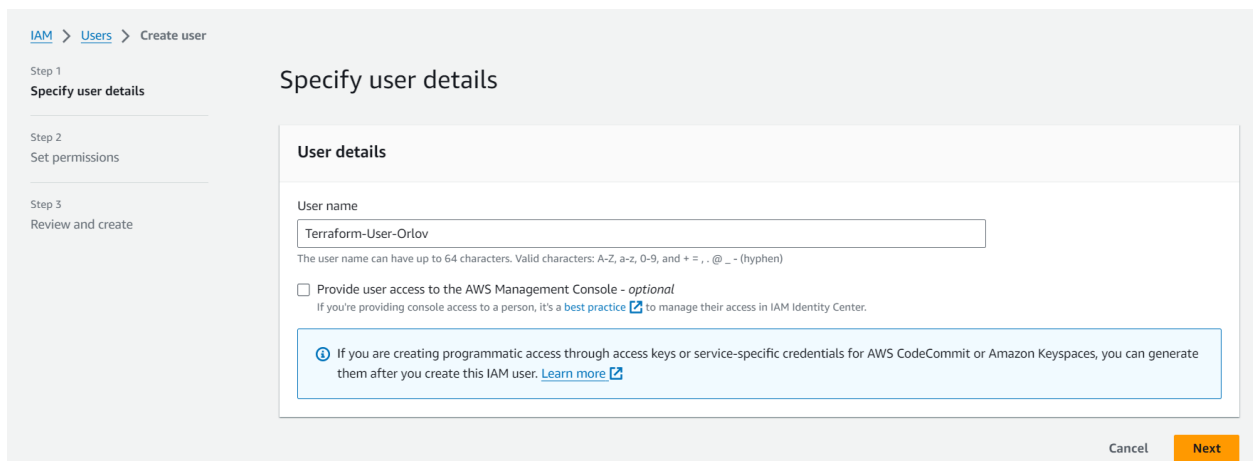 IAM > Users > Create user
Step 1
Specify user details
Step 2
Set permissions
Step 3
Review and create
Specify user details
User details
User name
Terraform-User-Orlov
The user name can have up to 64 characters. Valid characters: A-Z, a-z, 0-9, and + = , . @ _ - (hyphen)
Provide user access to the AWS Management Console - optional
If you're providing console access to a person, it's a best practice to manage their access in IAM Identity Center.
If you are creating programmatic access through access keys or service-specific credentials for AWS CodeCommit or Amazon Keyspaces, you can generate
them after you create this IAM user. Learn more
Cancel
Next